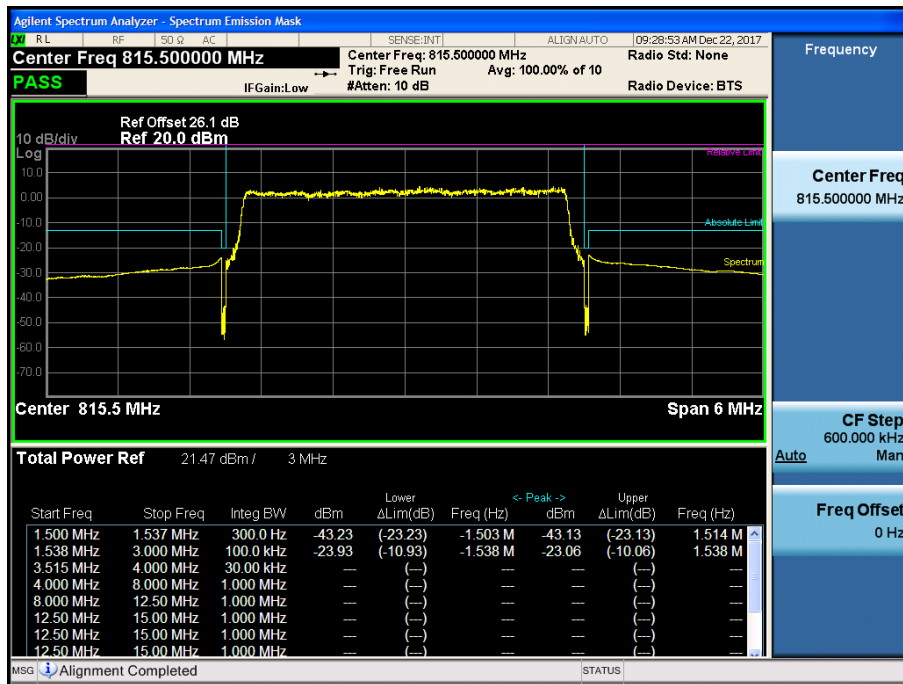 Agilent Spectrum Analyzer - Spectrum Emission Mask
LXI RL RF 50 Ω AC SENSE:INT ALIGN AUTO 09:28:53 AM Dec 22, 2017
Center Freq 815.500000 MHz
Center Freq: 815.500000 MHz Radio Std: None
Trig: Free Run Avg: 100.00% of 10
PASS IFGain:Low #Atten: 10 dB Radio Device: BTS
Ref Offset 26.1 dB
10 dB/div Ref 20.0 dBm
Log
Relative Limit
10.0
0.00
-10.0
Absolute Limit
-20.0
Spectrum
-30.0
-40.0
-50.0
-60.0
-70.0
Center 815.5 MHz Span 6 MHz
Total Power Ref 21.47 dBm / 3 MHz
Lower <- Peak -> Upper
Start Freq Stop Freq Integ BW dBm ΔLim(dB) Freq (Hz) dBm ΔLim(dB) Freq (Hz)
1.500 MHz 1.537 MHz 300.0 Hz -43.23 (-23.23) -1.503 M -43.13 (-23.13) 1.514 M
1.538 MHz 3.000 MHz 100.0 kHz -23.93 (-10.93) -1.538 M -23.06 (-10.06) 1.538 M
3.515 MHz 4.000 MHz 30.00 kHz --- (---) --- --- (---) ---
4.000 MHz 8.000 MHz 1.000 MHz --- (---) --- --- (---) ---
8.000 MHz 12.50 MHz 1.000 MHz --- (---) --- --- (---) ---
12.50 MHz 15.00 MHz 1.000 MHz --- (---) --- --- (---) ---
12.50 MHz 15.00 MHz 1.000 MHz --- (---) --- --- (---) ---
12.50 MHz 15.00 MHz 1.000 MHz --- (---) --- --- (---) ---
MSG Alignment Completed STATUS
Frequency
Center Freq
815.500000 MHz
CF Step
600.000 kHz
Auto Man
Freq Offset
0 Hz